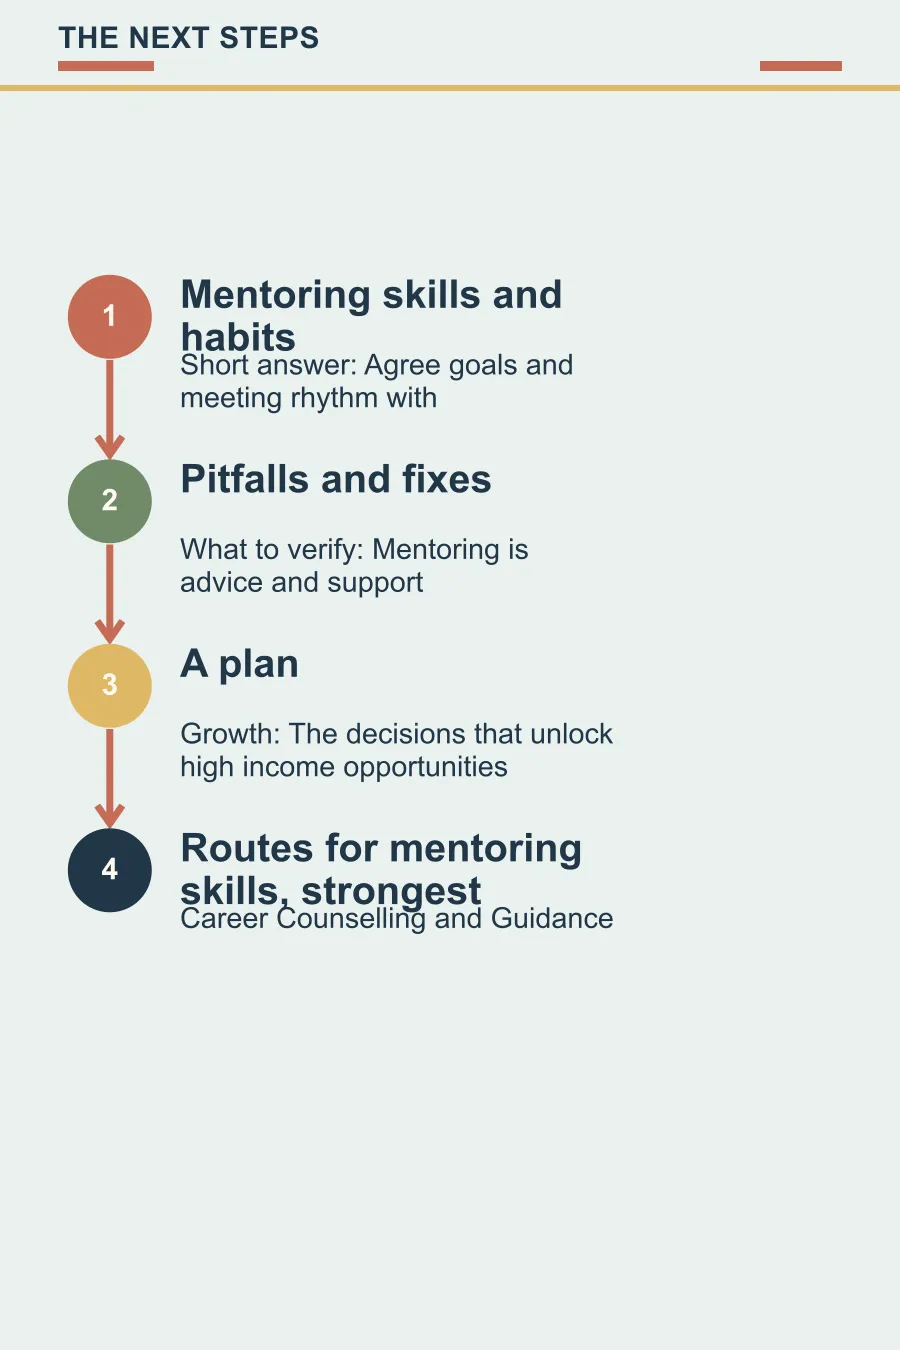 THE NEXT STEPS
1
Mentoring skills and
habits
Short answer: Agree goals and
meeting rhythm with
2
Pitfalls and fixes
What to verify: Mentoring is
advice and support
3
A plan
Growth: The decisions that unlock
high income opportunities
4
Routes for mentoring
skills, strongest
Career Counselling and Guidance